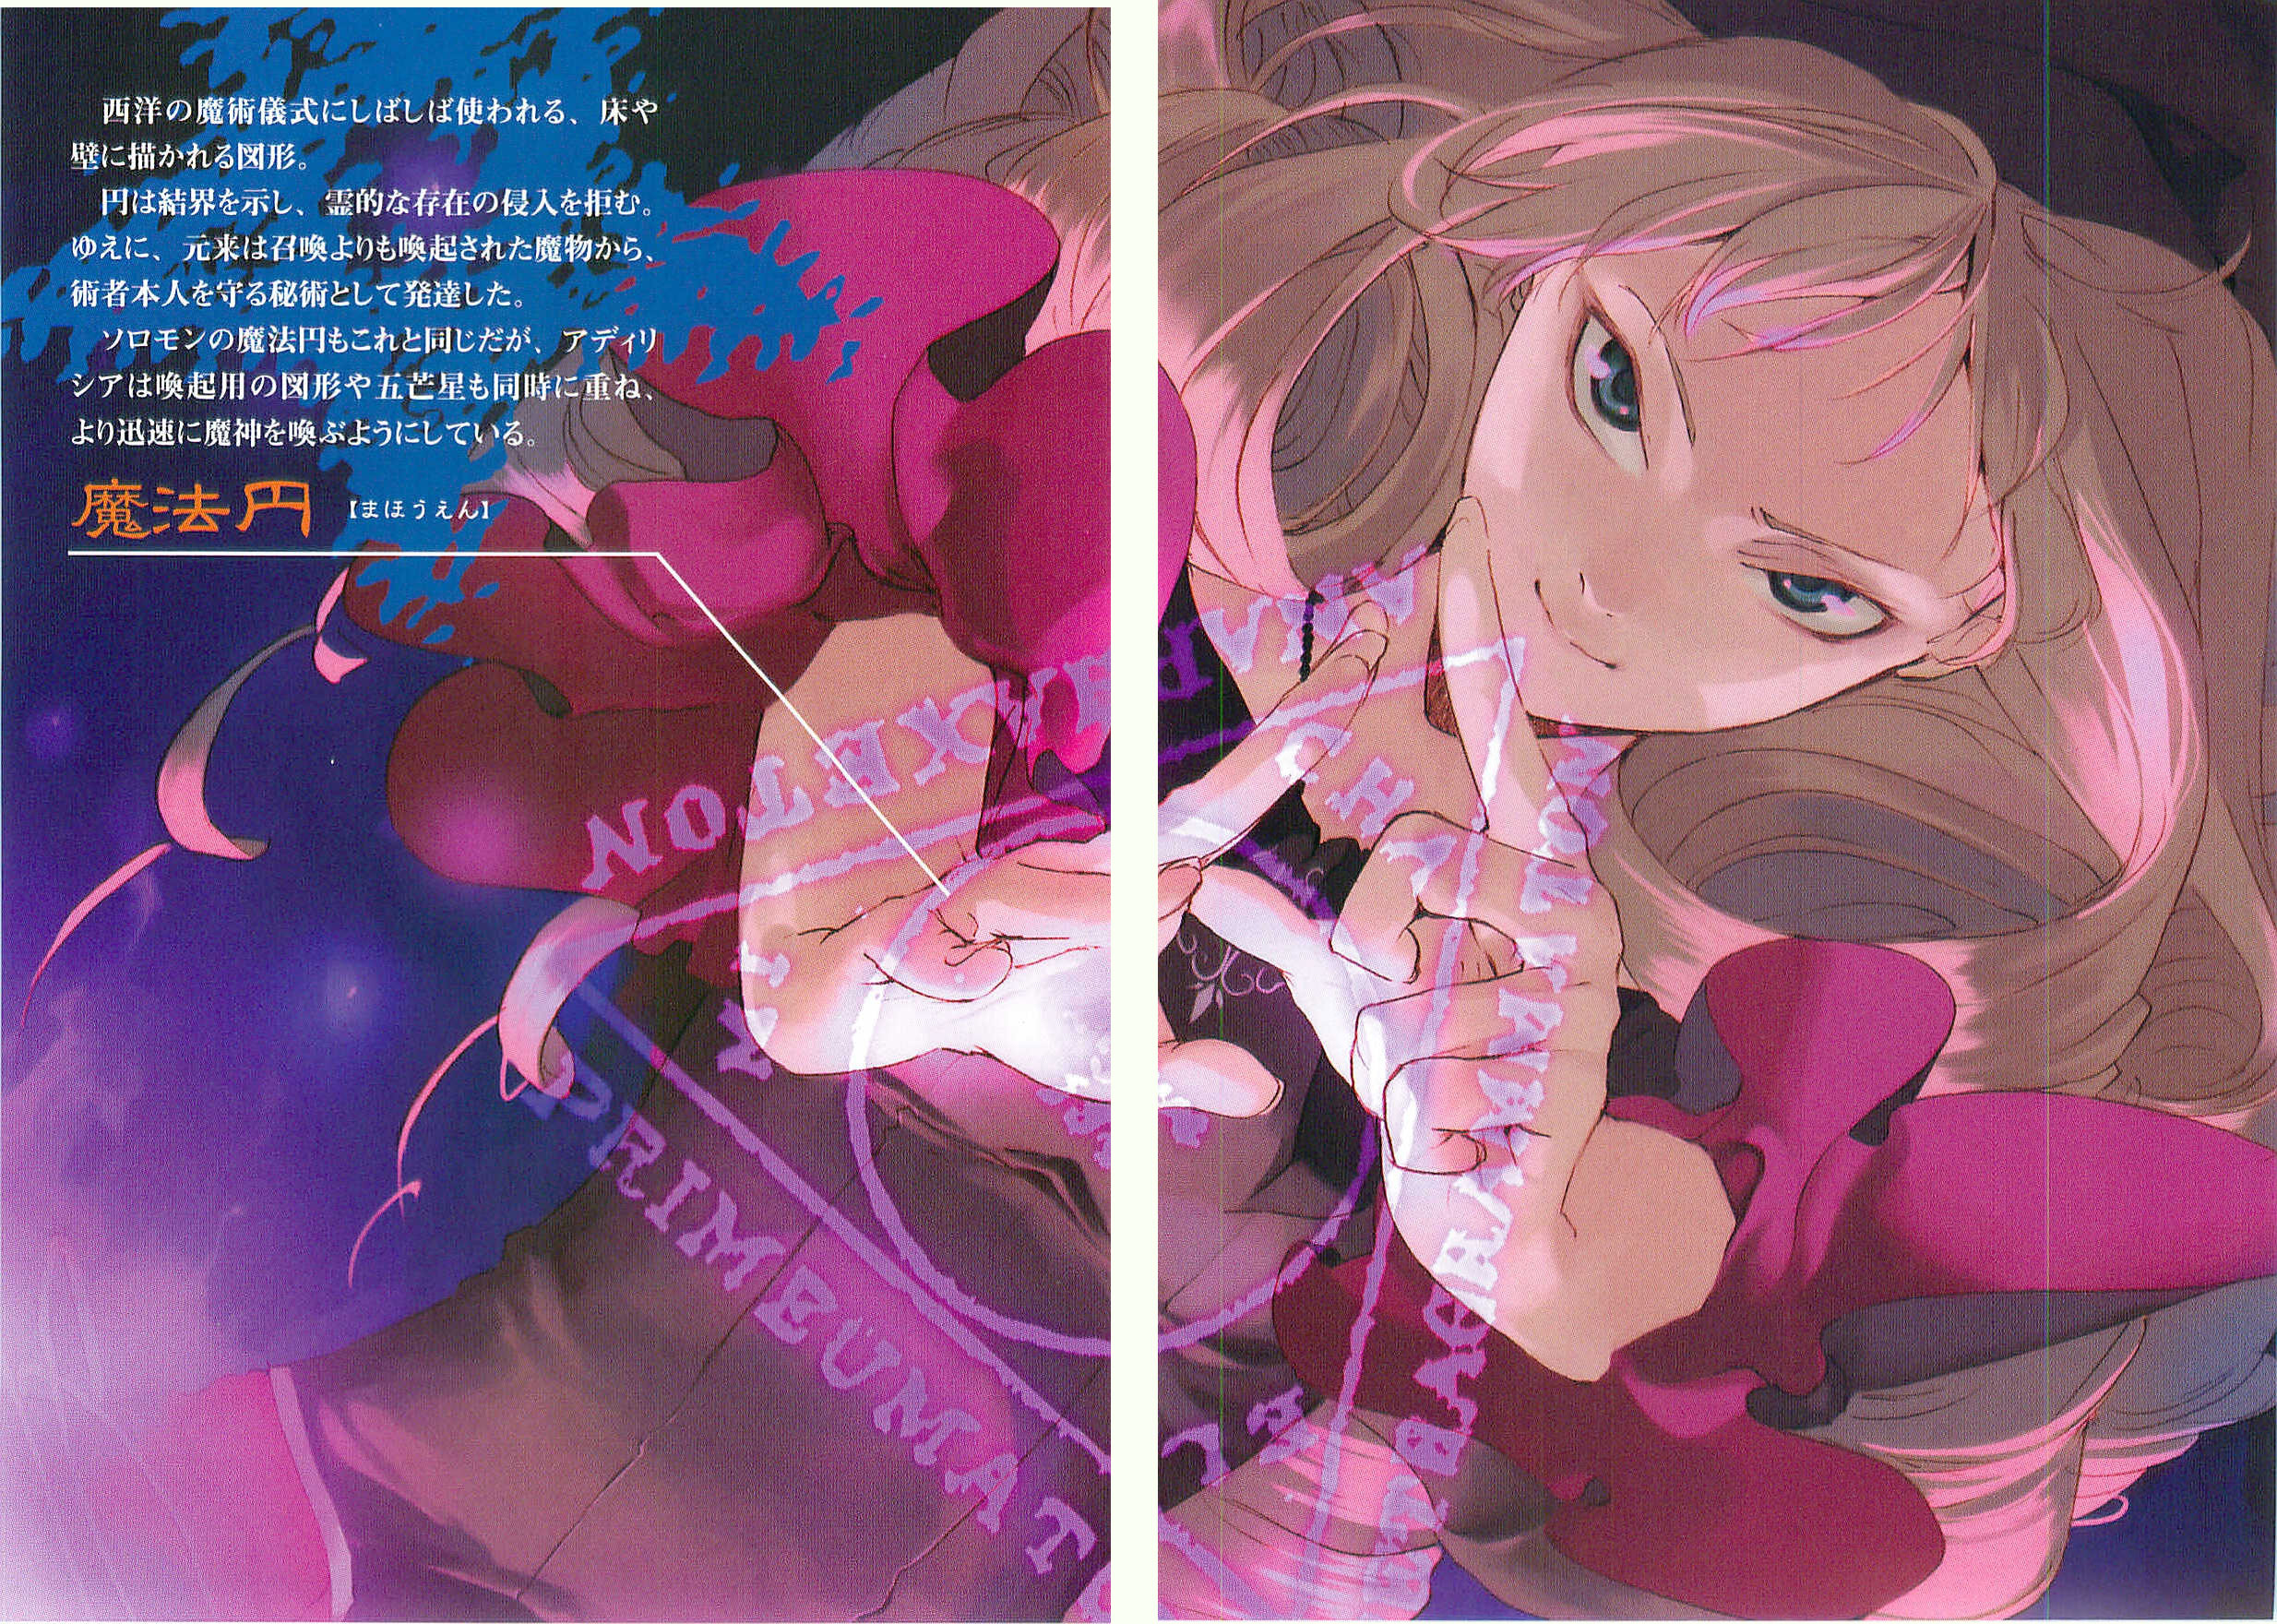 西洋の魔術儀式にしばしば使われる、床や
壁に描かれる図形。
円は結界を示し、霊的な存在の侵入を拒む。
ゆえに、元来は召喚よりも喚起された魔物から、
術者本人を守る秘術として発達した。
ソロモンの魔法円もこれと同じだが、アディリ
シアは喚起用の図形や五芒星も同時に重ね、
より迅速に魔神を喚ぶようにしている。
魔法円【まほうえん】
PRIMEUMATO